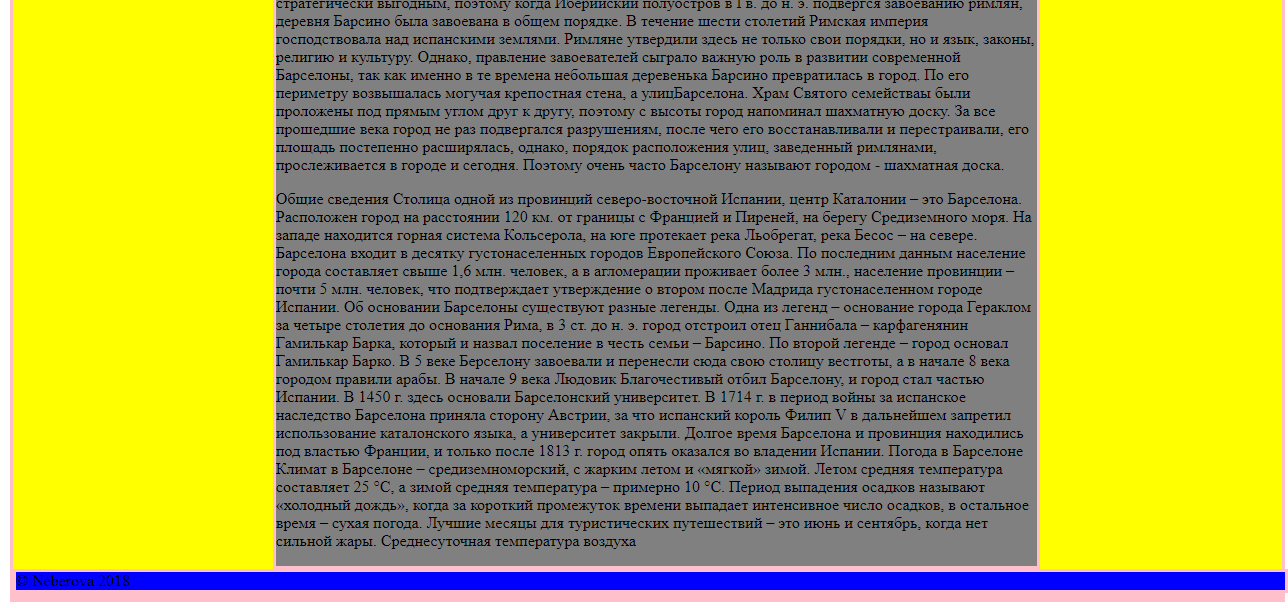 стратегически выгодным, поэтому когда Иберийский полуостров в I в. до н. э. подвергся завоеванию римлян,
деревня Барсино была завоевана в общем порядке. В течение шести столетий Римская империя
господствовала над испанскими землями. Римляне утвердили здесь не только свои порядки, но и язык, законы,
религию и культуру. Однако, правление завоевателей сыграло важную роль в развитии современной
Барселоны, так как именно в те времена небольшая деревенька Барсино превратилась в город. По его
периметру возвышалась могучая крепостная стена, а улицБарселона. Храм Святого семействаы были
проложены под прямым углом друг к другу, поэтому с высоты город напоминал шахматную доску. За все
прошедшие века город не раз подвергался разрушениям, после чего его восстанавливали и перестраивали, его
площадь постепенно расширялась, однако, порядок расположения улиц, заведенный римлянами,
прослеживается в городе и сегодня. Поэтому очень часто Барселону называют городом - шахматная доска.
Общие сведения Столица одной из провинций северо-восточной Испании, центр Каталонии – это Барселона.
Расположен город на расстоянии 120 км. от границы с Францией и Пиреней, на берегу Средиземного моря. На
западе находится горная система Кольсерола, на юге протекает река Льобрегат, река Бесос – на севере.
Барселона входит в десятку густонаселенных городов Европейского Союза. По последним данным население
города составляет свыше 1,6 млн. человек, а в агломерации проживает более 3 млн., население провинции –
почти 5 млн. человек, что подтверждает утверждение о втором после Мадрида густонаселенном городе
Испании. Об основании Барселоны существуют разные легенды. Одна из легенд – основание города Гераклом
за четыре столетия до основания Рима, в 3 ст. до н. э. город отстроил отец Ганнибала – карфагенянин
Гамилькар Барка, который и назвал поселение в честь семьи – Барсино. По второй легенде – город основал
Гамилькар Барко. В 5 веке Берселону завоевали и перенесли сюда свою столицу вестготы, а в начале 8 века
городом правили арабы. В начале 9 века Людовик Благочестивый отбил Барселону, и город стал частью
Испании. В 1450 г. здесь основали Барселонский университет. В 1714 г. в период войны за испанское
наследство Барселона приняла сторону Австрии, за что испанский король Филип V в дальнейшем запретил
использование каталонского языка, а университет закрыли. Долгое время Барселона и провинция находились
под властью Франции, и только после 1813 г. город опять оказался во владении Испании. Погода в Барселоне
Климат в Барселоне – средиземноморский, с жарким летом и «мягкой» зимой. Летом средняя температура
составляет 25 °C, а зимой средняя температура – примерно 10 °C. Период выпадения осадков называют
«холодный дождь», когда за короткий промежуток времени выпадает интенсивное число осадков, в остальное
время – сухая погода. Лучшие месяцы для туристических путешествий – это июнь и сентябрь, когда нет
сильной жары. Среднесуточная температура воздуха
© Neberova 2018